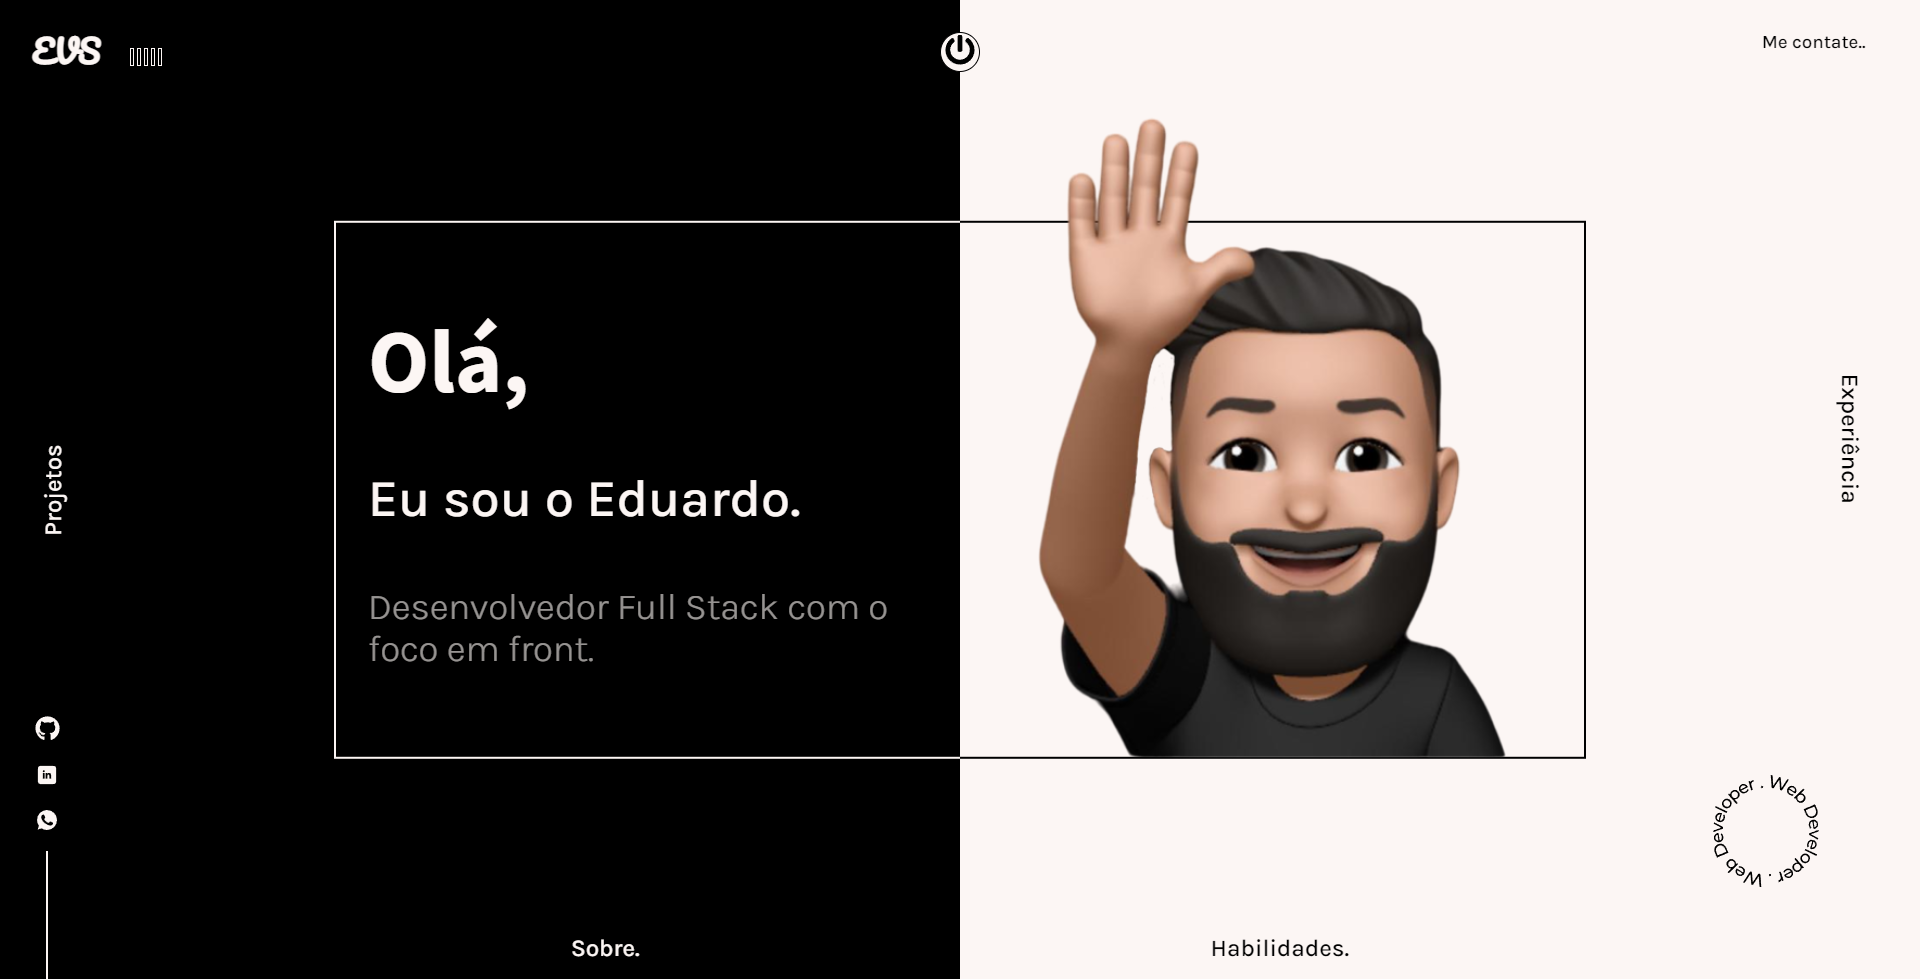 EVS
Me contate..
Olá,
Eu sou o Eduardo.
Desenvolvedor Full Stack com o
foco em front.
Projetos
Experiência
in
Web Developer . Web Developer .
Sobre.
Habilidades.